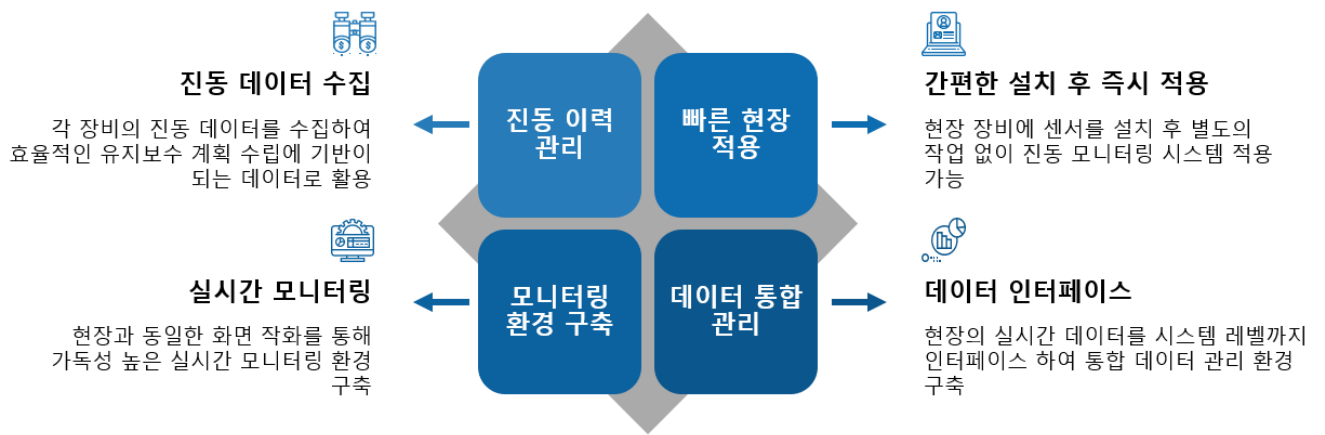 진동 데이터 수집
각 장비의 진동 데이터를 수집하여
효율적인 유지보수 계획 수립에 기반이
되는 데이터로 활용
진동 이력
관리
빠른 현장
적용
간편한 설치 후 즉시 적용
현장 장비에 센서를 설치 후 별도의
작업 없이 진동 모니터링 시스템 적용
가능
실시간 모니터링
현장과 동일한 화면 작화를 통해
가독성 높은 실시간 모니터링 환경
구축
모니터링
환경 구축
데이터 통합
관리
데이터 인터페이스
현장의 실시간 데이터를 시스템 레벨까지
인터페이스 하여 통합 데이터 관리 환경
구축